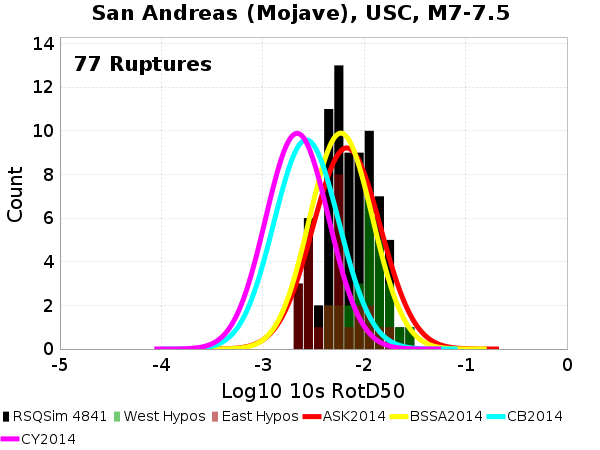 San Andreas (Mojave), USC, M7-7.5
77 Ruptures
14
12
10
8
6
4
2
0
Count
-5 -4 -3 -2 -1 0
Log10 10s RotD50
RSQSim 4841 West Hypos East Hypos ASK2014 BSSA2014 CB2014
CY2014